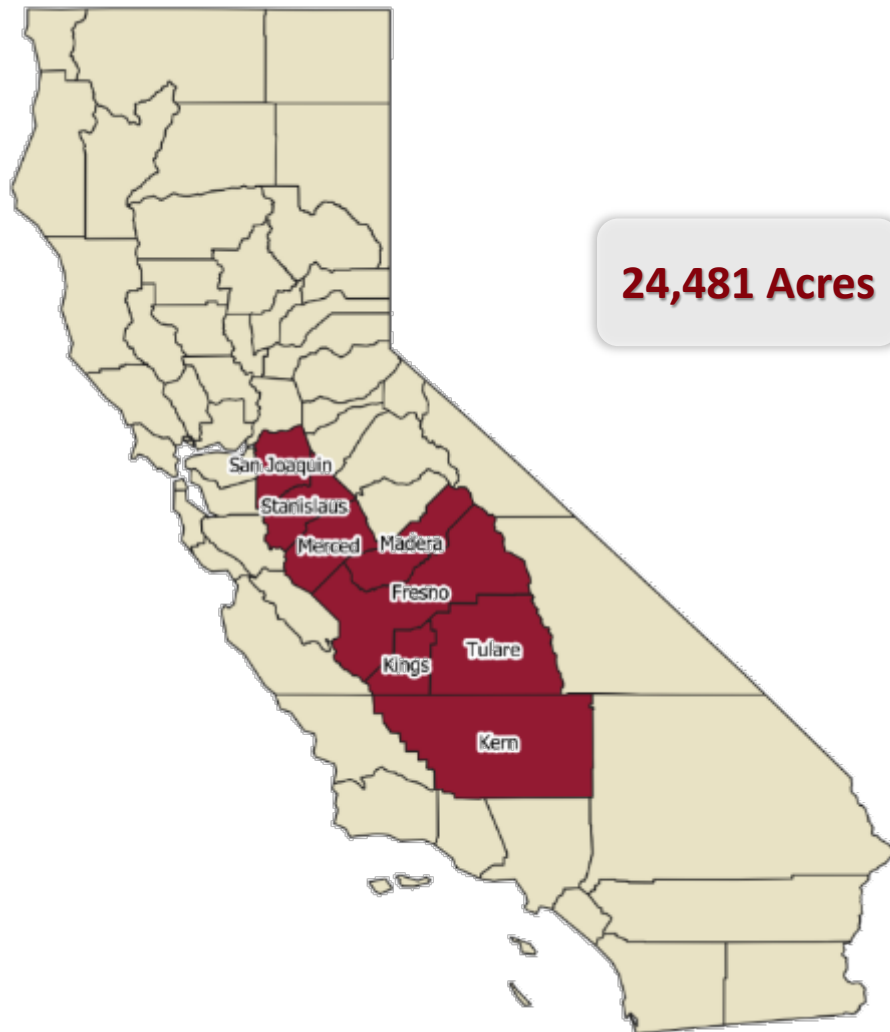 24,481 Acres
San Joaquin
Stanislaus
Merced
Madera
Fresno
Kings
Tulare
Kern